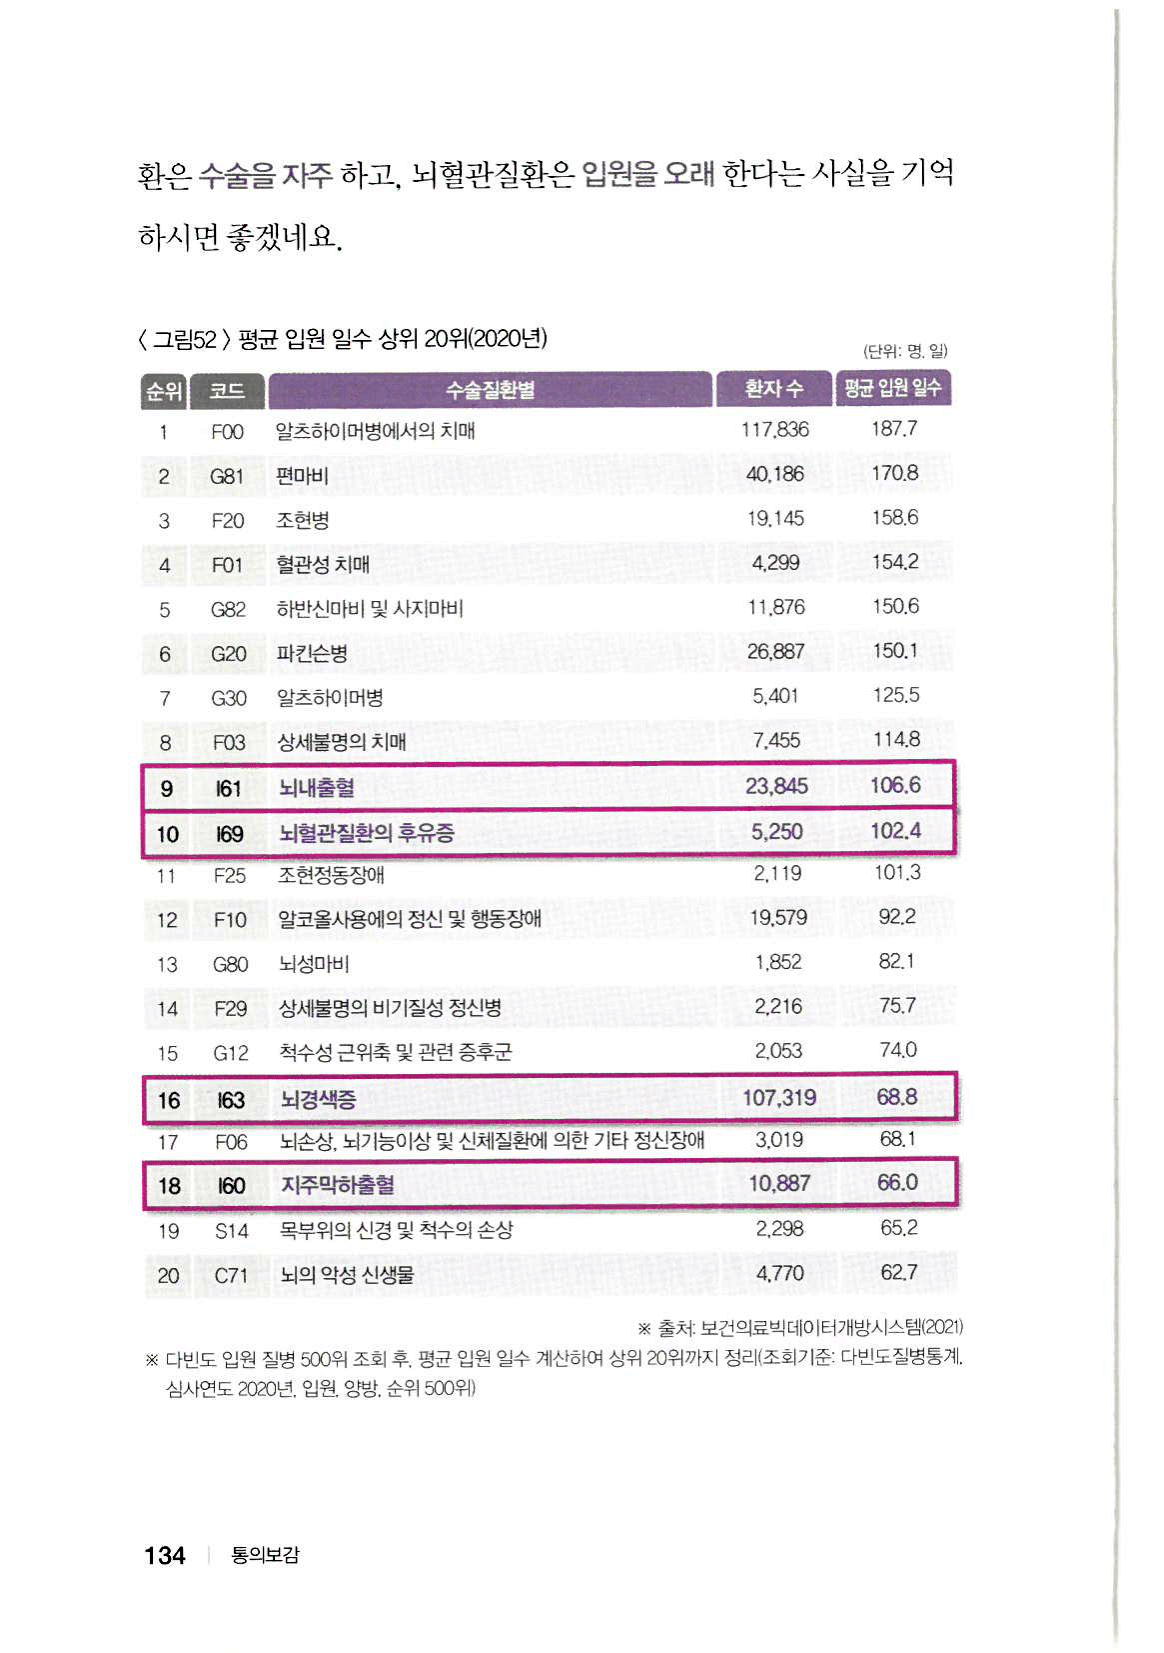 환은 수술을 자주 하고, 뇌혈관질환은 입원을 오래 한다는 사실을 기억
하시면 좋겠네요.
〈 그림52 〉 평균 입원 일수 상위 20위(2020년)
(단위: 명, 일)
순위 코드 수술질환별 환자 수 평균 입원 일수
1 F00 알츠하이머병에서의 치매 117,836 187.7
2 G81 편마비 40,186 170.8
3 F20 조현병 19,145 158.6
4 F01 혈관성 치매 4,299 154.2
5 G82 하반신마비 및 사지마비 11,876 150.6
6 G20 파킨슨병 26,887 150.1
7 G30 알츠하이머병 5,401 125.5
8 F03 상세불명의 치매 7,455 114.8
9 I61 뇌내출혈 23,845 106.6
10 I69 뇌혈관질환의 후유증 5,250 102.4
11 F25 조현정동장애 2,119 101.3
12 F10 알코올사용에의 정신 및 행동장애 19,579 92.2
13 G80 뇌성마비 1,852 82.1
14 F29 상세불명의 비기질성 정신병 2,216 75.7
15 G12 척수성 근위축 및 관련 증후군 2,053 74.0
16 I63 뇌경색증 107,319 68.8
17 F06 뇌손상, 뇌기능이상 및 신체질환에 의한 기타 정신장애 3,019 68.1
18 I60 지주막하출혈 10,887 66.0
19 S14 목부위의 신경 및 척수의 손상 2,298 65.2
20 C71 뇌의 악성 신생물 4,770 62.7
※ 출처: 보건의료빅데이터개방시스템(2021)
※ 다빈도 입원 질병 500위 조회 후, 평균 입원 일수 계산하여 상위 20위까지 정리(조회기준: 다빈도질병통계,
심사연도 2020년, 입원, 양방, 순위 500위)
134 통의보감